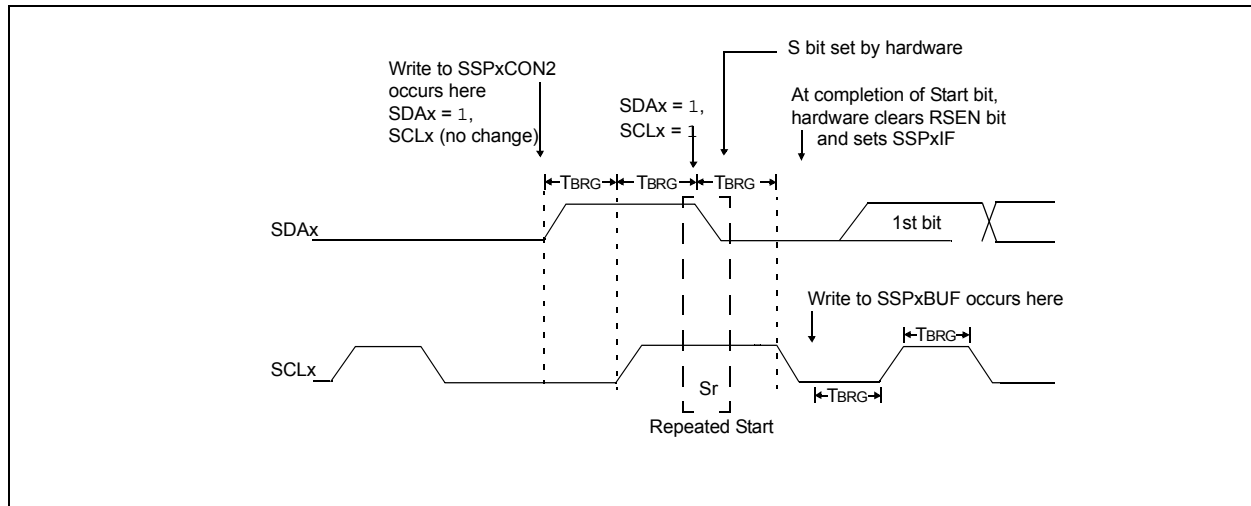 S bit set by hardware
Write to SSPxCON2
occurs here
SDAx = 1,
SCLx (no change)
SDAx = 1,
SCLx = 1
At completion of Start bit,
hardware clears RSEN bit
and sets SSPxIF
TBRG TBRG TBRG
SDAx
1st bit
Write to SSPxBUF occurs here
TBRG
SCLx
Sr
TBRG
Repeated Start